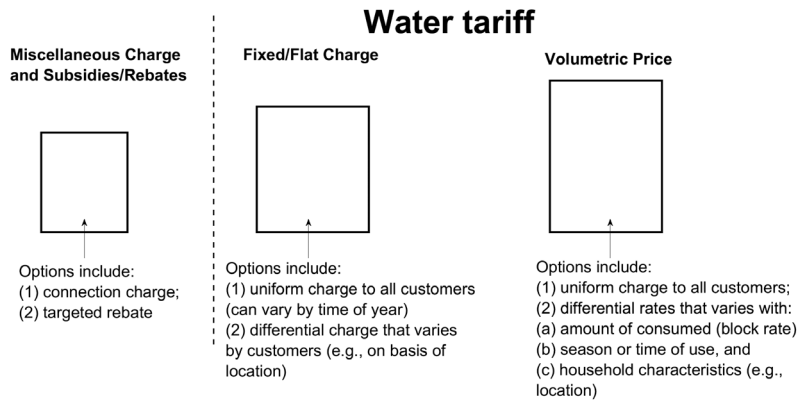 Water tariff
Miscellaneous Charge
and Subsidies/Rebates
Options include:
(1) connection charge;
(2) targeted rebate
Fixed/Flat Charge
Options include:
(1) uniform charge to all customers
(can vary by time of year)
(2) differential charge that varies
by customers (e.g., on basis of
location)
Volumetric Price
Options include:
(1) uniform charge to all customers;
(2) differential rates that varies with:
(a) amount of consumed (block rate)
(b) season or time of use, and
(c) household characteristics (e.g.,
location)